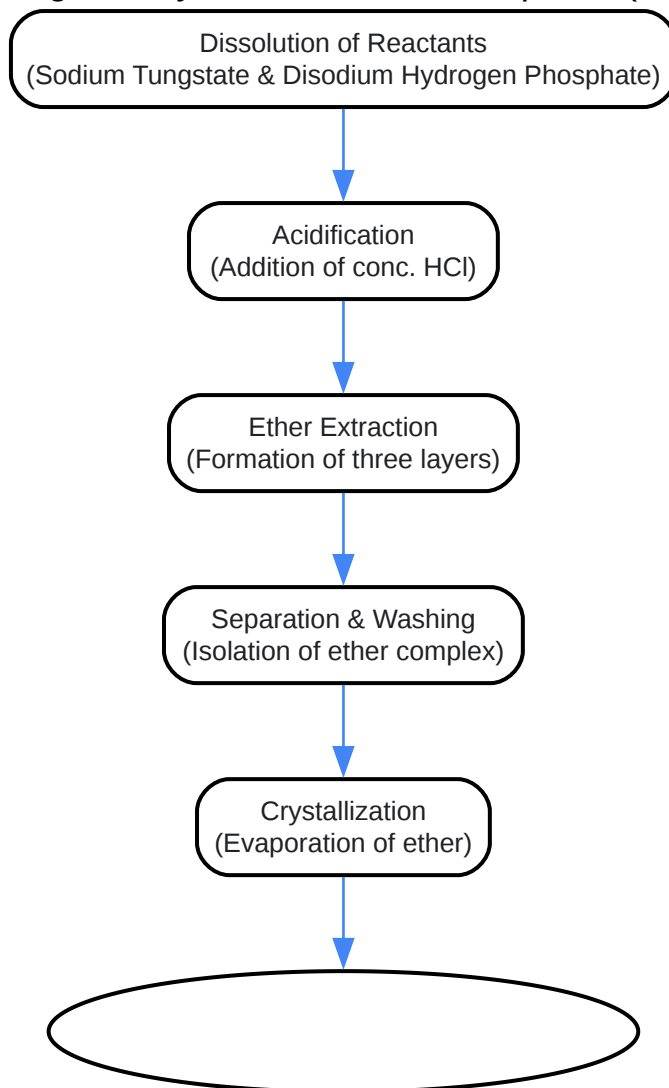 Dissolution of Reactants
(Sodium Tungstate & Disodium Hydrogen Phosphate)
Acidification
(Addition of conc. HCl)
Ether Extraction
(Formation of three layers)
Separation & Washing
(Isolation of ether complex)
Crystallization
(Evaporation of ether)